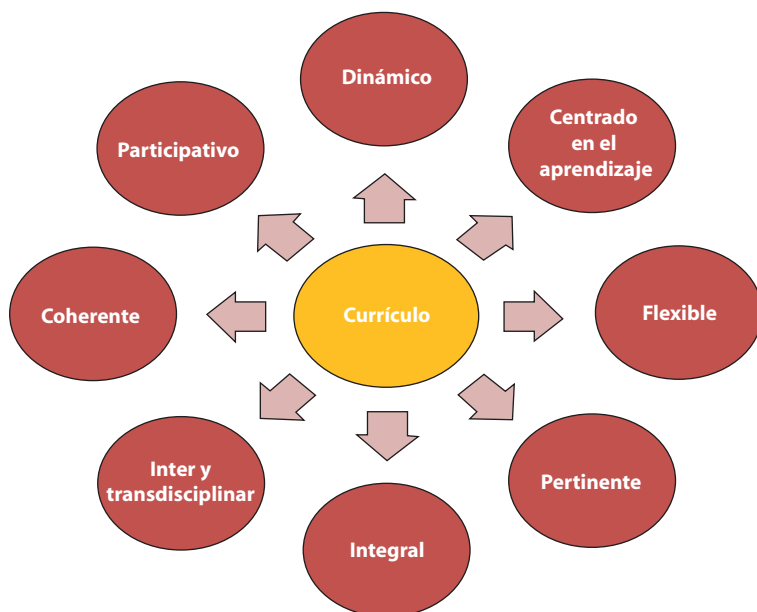 Dinámico
Centrado
en el
aprendizaje
Participativo
Coherente
Currículo
Flexible
Inter y
transdisciplinar
Pertinente
Integral